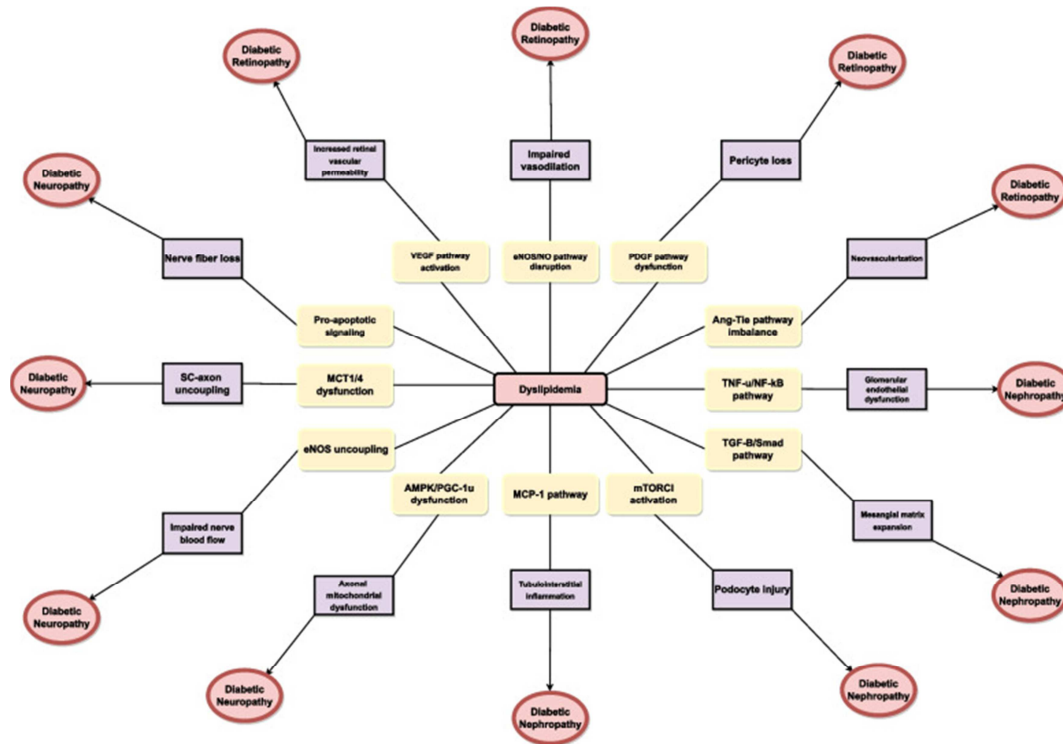 Diabetic
Retinopathy
Diabetic
Retinopathy
Diabetic
Retinopathy
Increased retinal
vascular
permeability
Impaired
vasodilation
Pericyte loss
Diabetic
Neuropathy
Diabetic
Retinopathy
Nerve fiber loss
VEGF pathway
activation
eNOS/NO pathway
disruption
PDGF pathway
dysfunction
Neovascularization
Pro-apoptotic
signaling
Ang-Tie pathway
imbalance
Diabetic
Neuropathy
SC-axon
uncoupling
MCT1/4
dysfunction
Dyslipidemia
TNF-u/NF-kB
pathway
Glomerular
endothelial
dysfunction
Diabetic
Nephropathy
eNOS uncoupling
TGF-B/Smad
pathway
AMPK/PGC-1u
dysfunction
MCP-1 pathway
mTORCI
activation
Impaired nerve
blood flow
Mesangial matrix
expansion
Axonal
mitochondrial
dysfunction
Tubulointerstitial
inflammation
Podocyte injury
Diabetic
Neuropathy
Diabetic
Nephropathy
Diabetic
Neuropathy
Diabetic
Nephropathy
Diabetic
Nephropathy